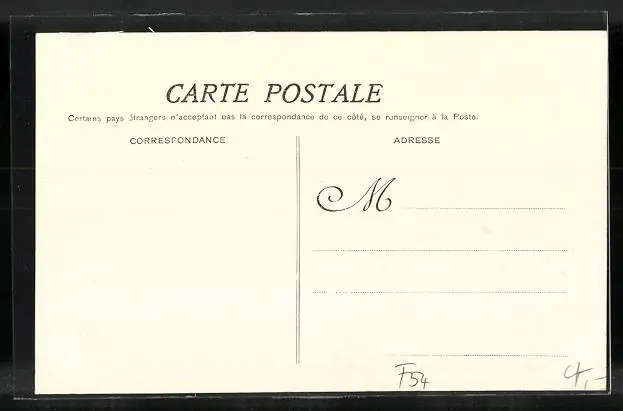 CARTE POSTALE
Certains pays étrangers n'acceptant pas la correspondance de ce côté, se renseigner à la Poste.
CORRESPONDANCE
ADRESSE
M
F54
4,-